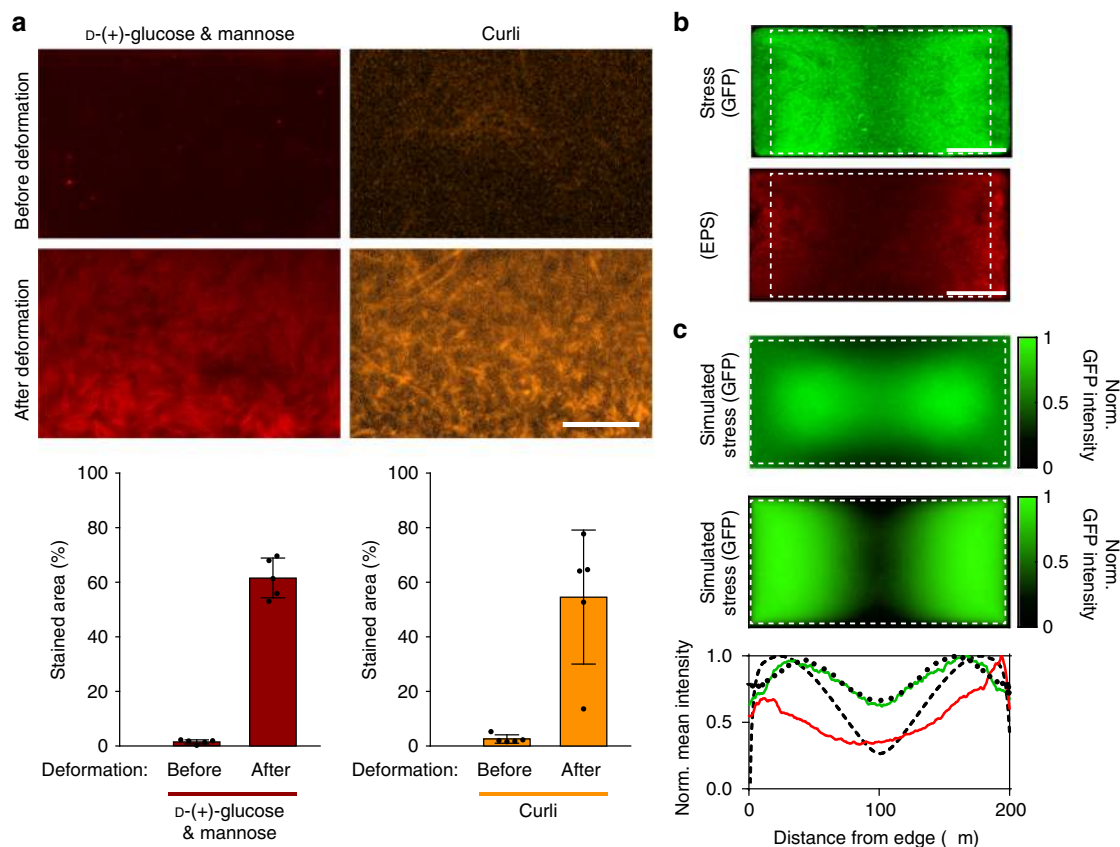 a
D-(+)-glucose & mannose
Curli
Before deformation
After deformation
100
80
60
40
20
0
Stained area (%)
Deformation:
Before
After
D-(+)-glucose
& mannose
100
80
60
40
20
0
Stained area (%)
Deformation:
Before
After
Curli
b
Stress
(GFP)
(EPS)
c
Simulated
stress (GFP)
1
0.5
0
Norm.
GFP intensity
Simulated
stress (GFP)
1
0.5
0
Norm.
GFP intensity
Norm. mean intensity
1.0
0.5
0.0
0
100
200
Distance from edge ( m)